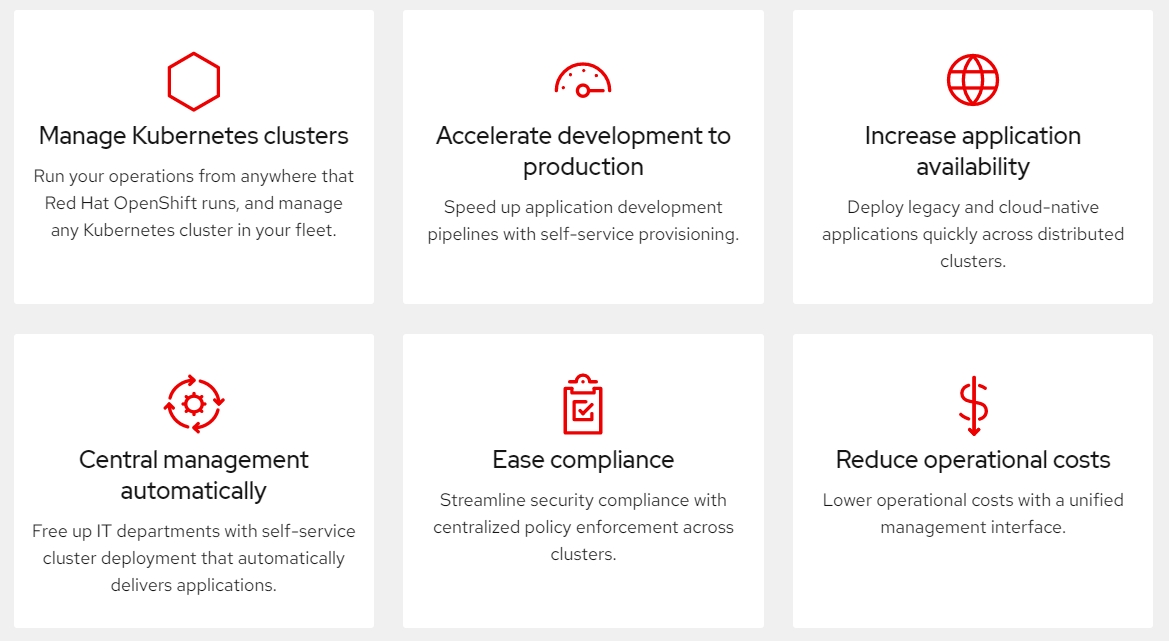 Manage Kubernetes clusters
Run your operations from anywhere that
Red Hat OpenShift runs, and manage
any Kubernetes cluster in your fleet.
Accelerate development to
production
Speed up application development
pipelines with self-service provisioning.
Increase application
availability
Deploy legacy and cloud-native
applications quickly across distributed
clusters.
Central management
automatically
Free up IT departments with self-service
cluster deployment that automatically
delivers applications.
Ease compliance
Streamline security compliance with
centralized policy enforcement across
clusters.
Reduce operational costs
Lower operational costs with a unified
management interface.